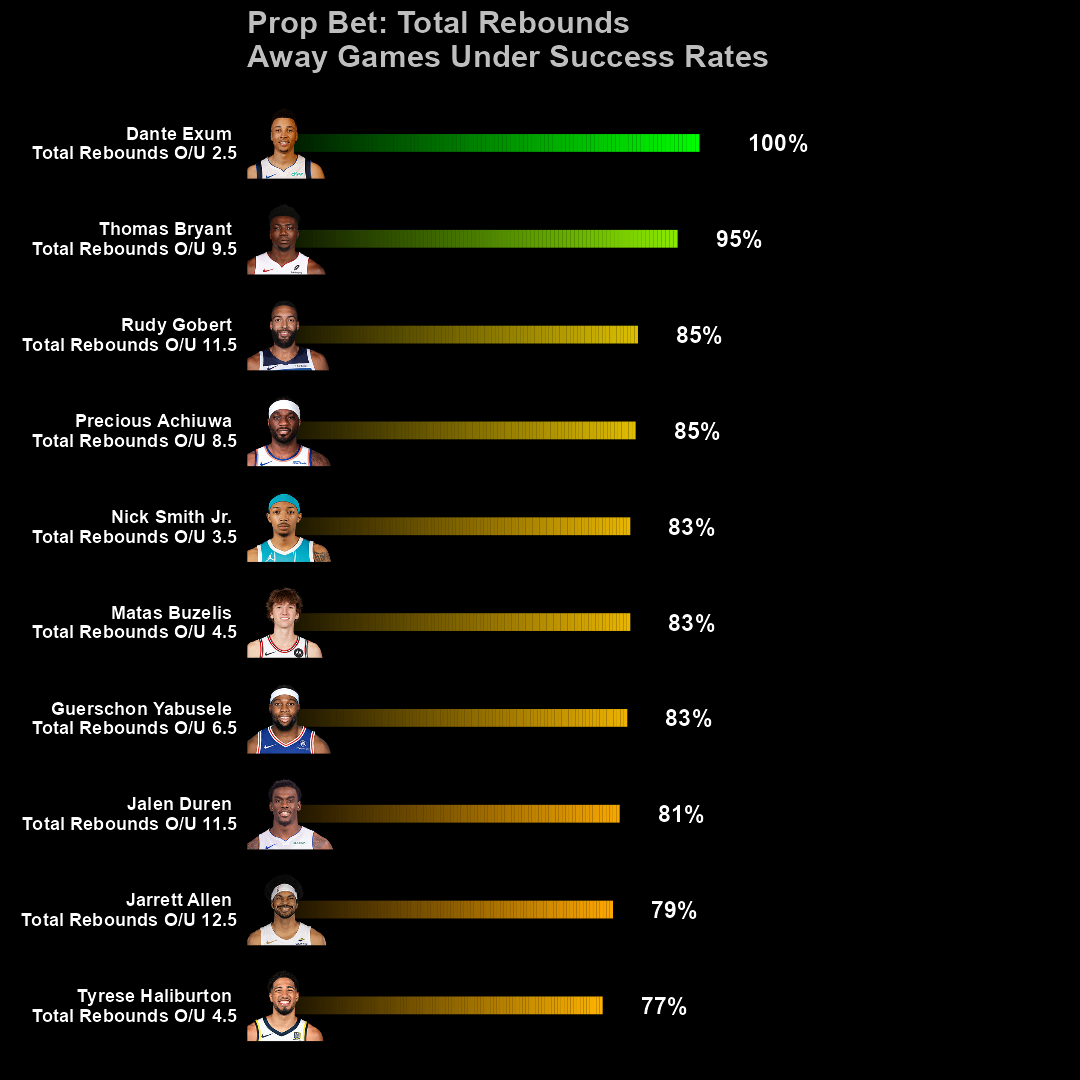 Prop Bet: Total Rebounds
Away Games Under Success Rates
Dante Exum
Total Rebounds O/U 2.5
100%
Thomas Bryant
Total Rebounds O/U 9.5
95%
Rudy Gobert
Total Rebounds O/U 11.5
85%
Precious Achiuwa
Total Rebounds O/U 8.5
85%
Nick Smith Jr.
Total Rebounds O/U 3.5
83%
Matas Buzelis
Total Rebounds O/U 4.5
83%
Guerschon Yabusele
Total Rebounds O/U 6.5
83%
Jalen Duren
Total Rebounds O/U 11.5
81%
Jarrett Allen
Total Rebounds O/U 12.5
79%
Tyrese Haliburton
Total Rebounds O/U 4.5
77%